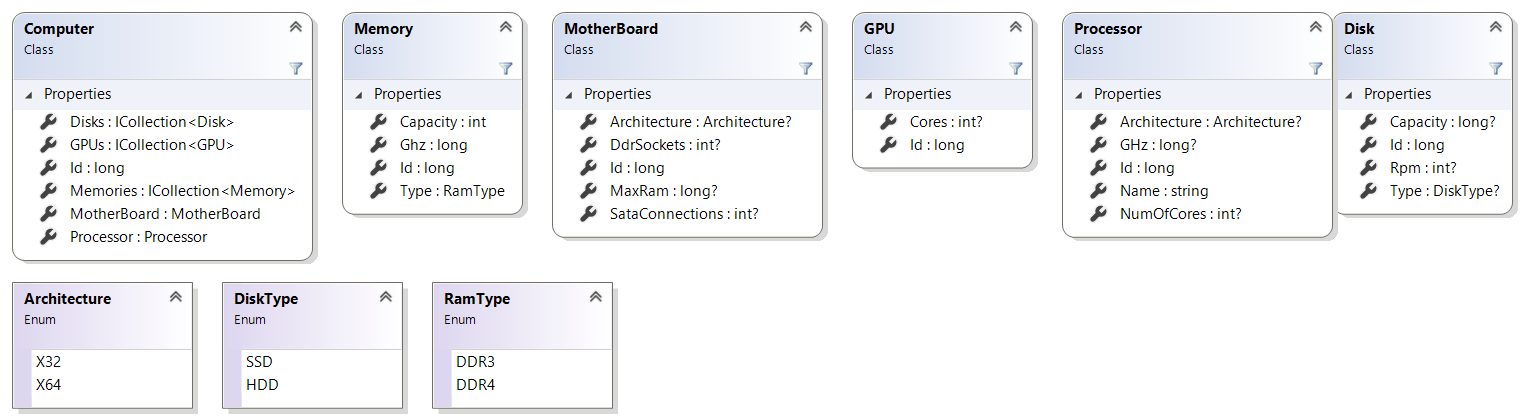 Computer
Class
Properties
Disks : ICollection<Disk>
GPUs : ICollection<GPU>
Id : long
Memories : ICollection<Memory>
MotherBoard : MotherBoard
Processor : Processor
Memory
Class
Properties
Capacity : int
Ghz : long
Id : long
Type : RamType
MotherBoard
Class
Properties
Architecture : Architecture?
DdrSockets : int?
Id : long
MaxRam : long?
SataConnections : int?
GPU
Class
Properties
Cores : int?
Id : long
Processor
Class
Properties
Architecture : Architecture?
GHz : long?
Id : long
Name : string
NumOfCores : int?
Disk
Class
Properties
Capacity : long?
Id : long
Rpm : int?
Type : DiskType?
Architecture
Enum
X32
X64
DiskType
Enum
SSD
HDD
RamType
Enum
DDR3
DDR4